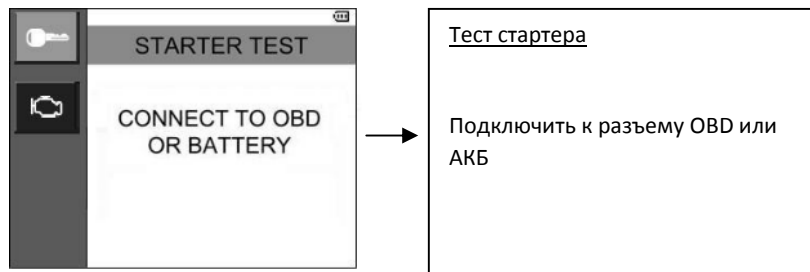 STARTER TEST
CONNECT TO OBD
OR BATTERY
Тест стартера
Подключить к разъему OBD или
АКБ